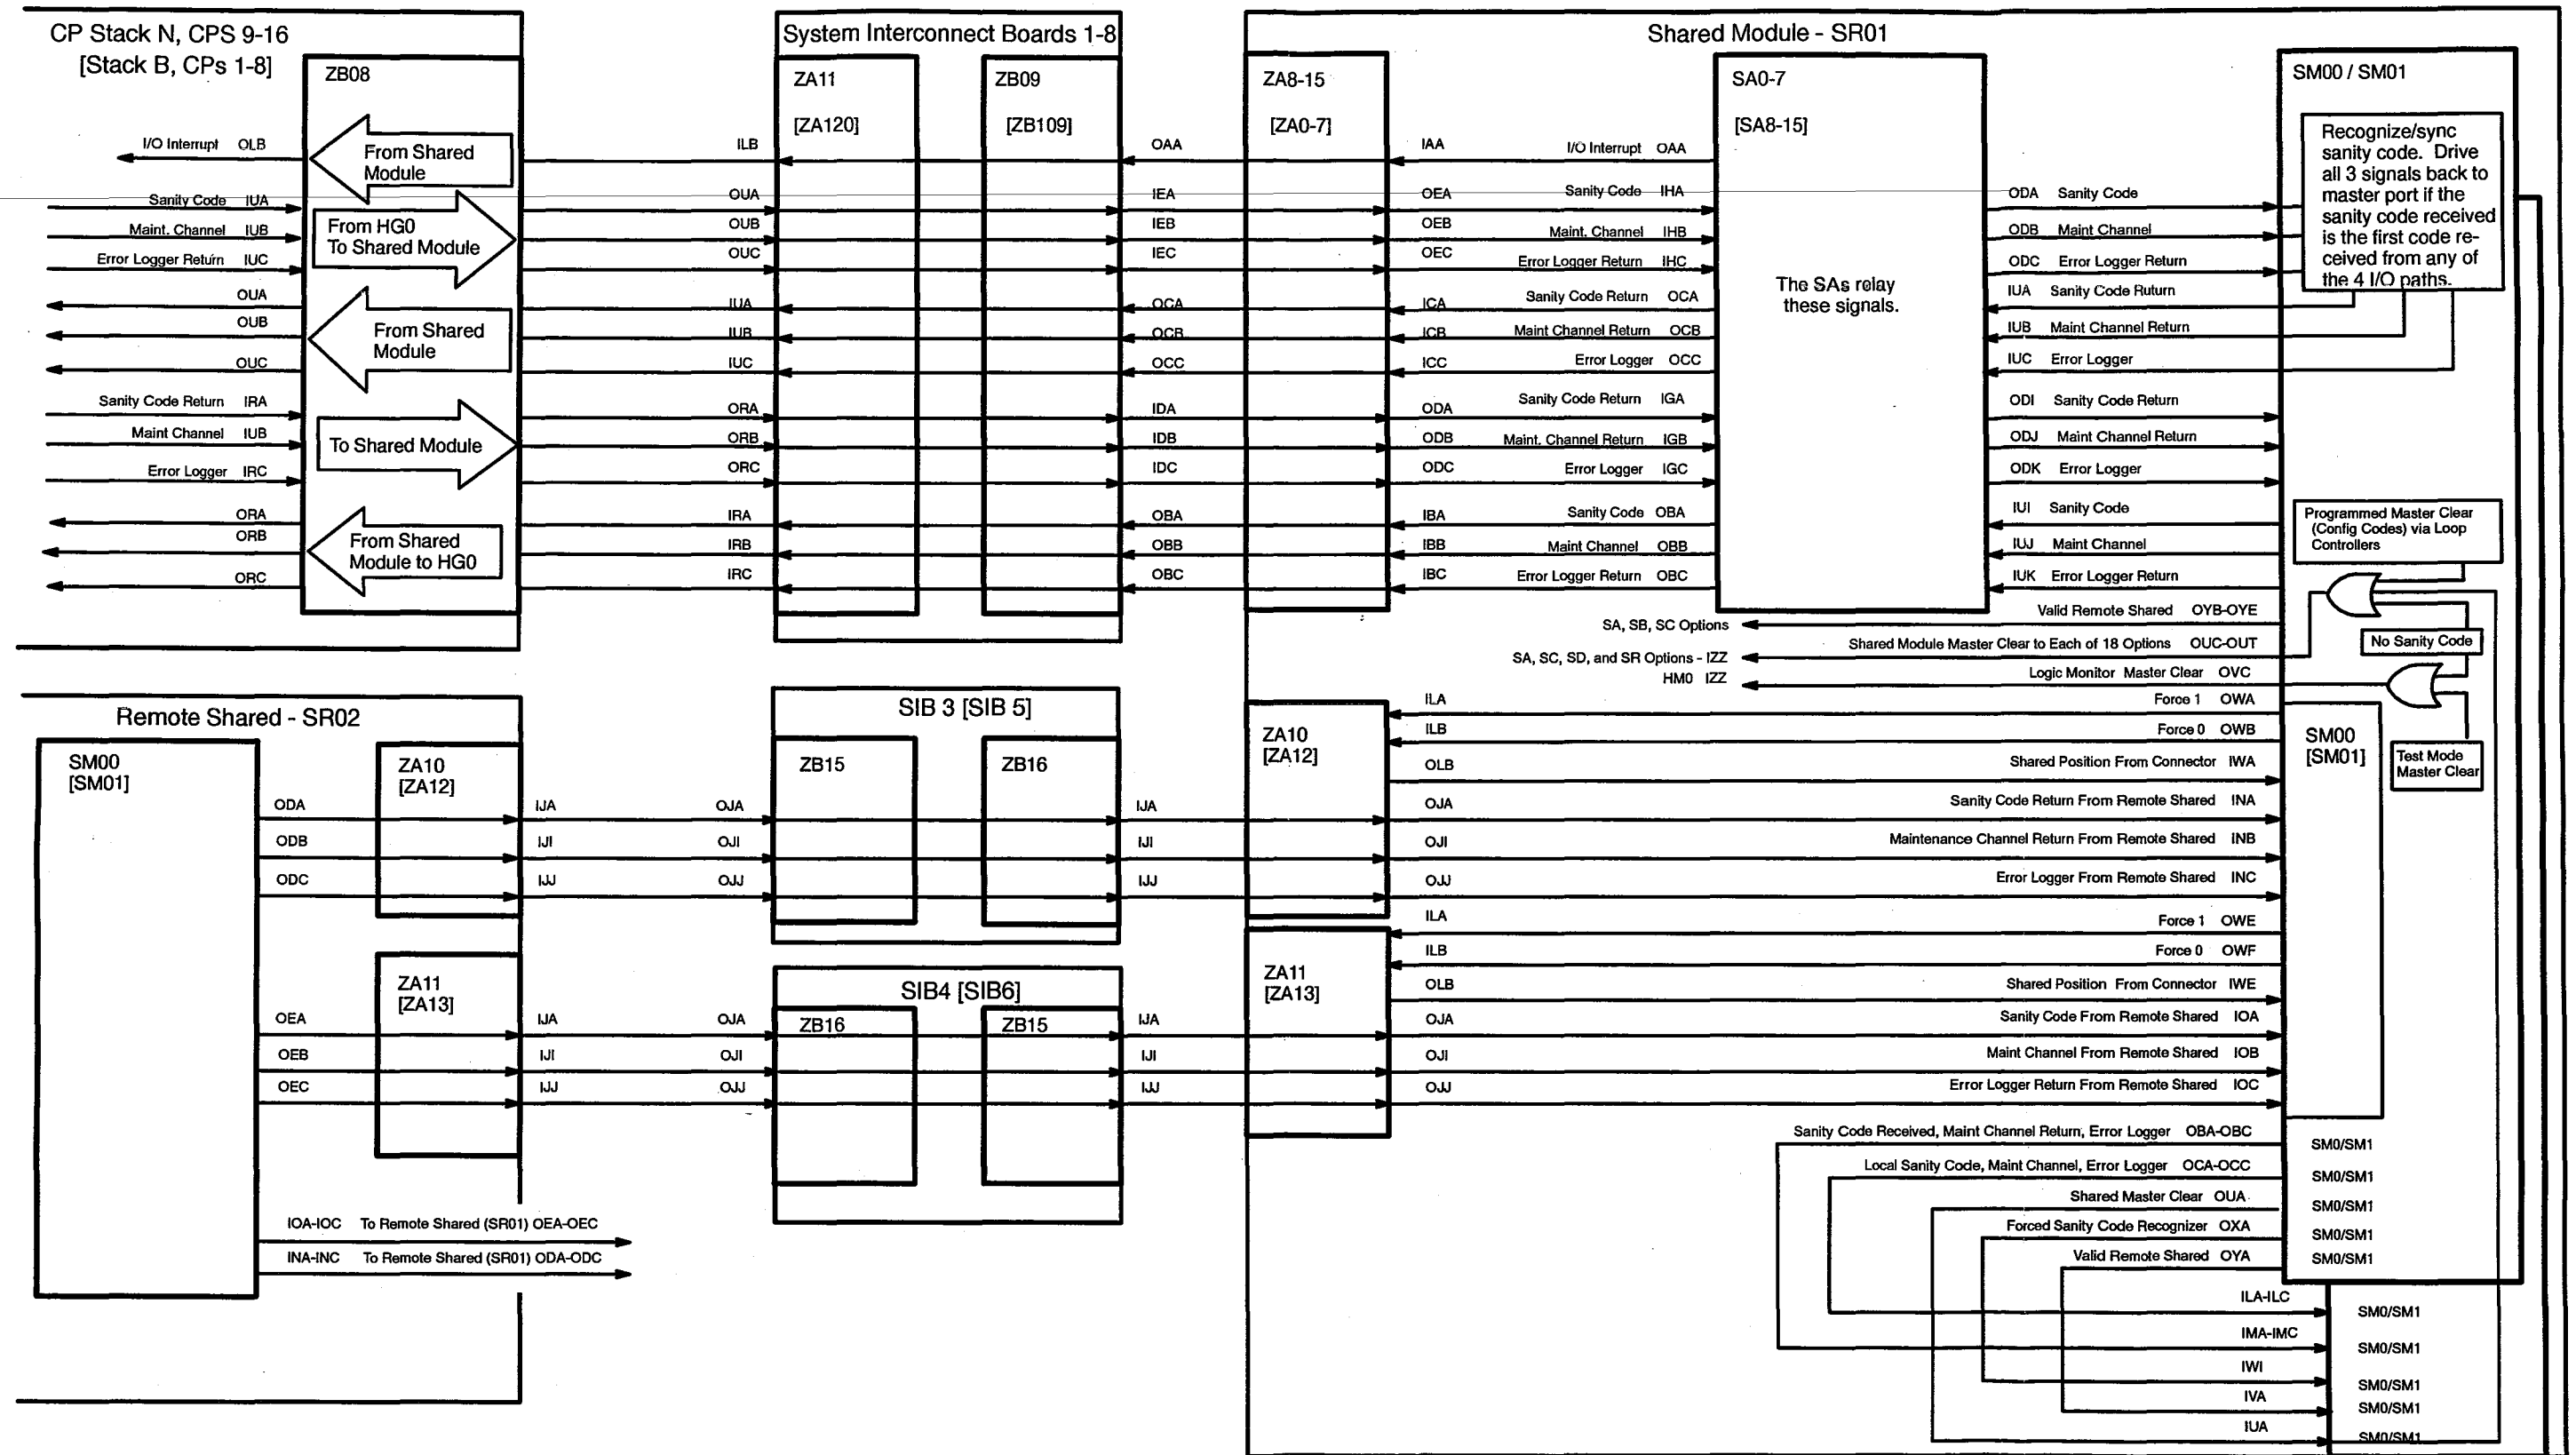 CP Stack N, CPS 9-16
[Stack B, CPs 1-8]
ZB08
I/O Interrupt OLB
From Shared
Module
Sanity Code IUA
Maint. Channel IUB
Error Logger Return IUC
From HG0
To Shared Module
OUA
OUB
OUC
From Shared
Module
Sanity Code Return IRA
Maint Channel IUB
Error Logger IRC
To Shared Module
ORA
ORB
ORC
From Shared
Module to HG0
System Interconnect Boards 1-8
ZA11
[ZA120]
ZB09
[ZB109]
ILB
OUA
OUB
OUC
IUA
IUB
IUC
ORA
ORB
ORC
IRA
IRB
IRC
OAA
IEA
IEB
IEC
OCA
OCB
OCC
IDA
IDB
IDC
OBA
OBB
OBC
Shared Module - SR01
ZA8-15
[ZA0-7]
IAA I/O Interrupt OAA
OEA Sanity Code IHA
OEB Maint. Channel IHB
OEC Error Logger Return IHC
ICA Sanity Code Return OCA
ICB Maint Channel Return OCB
ICC Error Logger OCC
ODA Sanity Code Return IGA
ODB Maint. Channel Return IGB
ODC Error Logger IGC
IBA Sanity Code OBA
IBB Maint Channel OBB
IBC Error Logger Return OBC
SA0-7
[SA8-15]
The SAs relay
these signals.
ODA Sanity Code
ODB Maint Channel
ODC Error Logger Return
IUA Sanity Code Ruturn
IUB Maint Channel Return
IUC Error Logger
ODI Sanity Code Return
ODJ Maint Channel Return
ODK Error Logger
IUI Sanity Code
IUJ Maint Channel
IUK Error Logger Return
SM00 / SM01
Recognize/sync
sanity code. Drive
all 3 signals back to
master port if the
sanity code received
is the first code re-
ceived from any of
the 4 I/O paths.
Programmed Master Clear
(Config Codes) via Loop
Controllers
No Sanity Code
Test Mode
Master Clear
SA, SB, SC Options Valid Remote Shared OYB-OYE
SA, SC, SD, and SR Options - IZZ Shared Module Master Clear to Each of 18 Options OUC-OUT
HM0 IZZ Logic Monitor Master Clear OVC
Remote Shared - SR02
SM00
[SM01]
ZA10
[ZA12]
ODA
ODB
ODC
IJA OJA
IJI OJI
IJJ OJJ
SIB 3 [SIB 5]
ZB15
ZB16
IJA
IJI
IJJ
ZA10
[ZA12]
ILA Force 1 OWA
ILB Force 0 OWB
OLB Shared Position From Connector IWA
OJA Sanity Code Return From Remote Shared INA
OJI Maintenance Channel Return From Remote Shared INB
OJJ Error Logger From Remote Shared INC
SM00
[SM01]
ZA11
[ZA13]
OEA
OEB
OEC
IJA OJA
IJI OJI
IJJ OJJ
SIB4 [SIB6]
ZB16
ZB15
IJA
IJI
IJJ
ZA11
[ZA13]
ILA Force 1 OWE
ILB Force 0 OWF
OLB Shared Position From Connector IWE
OJA Sanity Code From Remote Shared IOA
OJI Maint Channel From Remote Shared IOB
OJJ Error Logger Return From Remote Shared IOC
IOA-IOC To Remote Shared (SR01) OEA-OEC
INA-INC To Remote Shared (SR01) ODA-ODC
Sanity Code Received, Maint Channel Return, Error Logger OBA-OBC SM0/SM1
Local Sanity Code, Maint Channel, Error Logger OCA-OCC SM0/SM1
Shared Master Clear OUA SM0/SM1
Forced Sanity Code Recognizer OXA SM0/SM1
Valid Remote Shared OYA SM0/SM1
ILA-ILC SM0/SM1
IMA-IMC SM0/SM1
IWI SM0/SM1
IVA SM0/SM1
IUA SM0/SM1